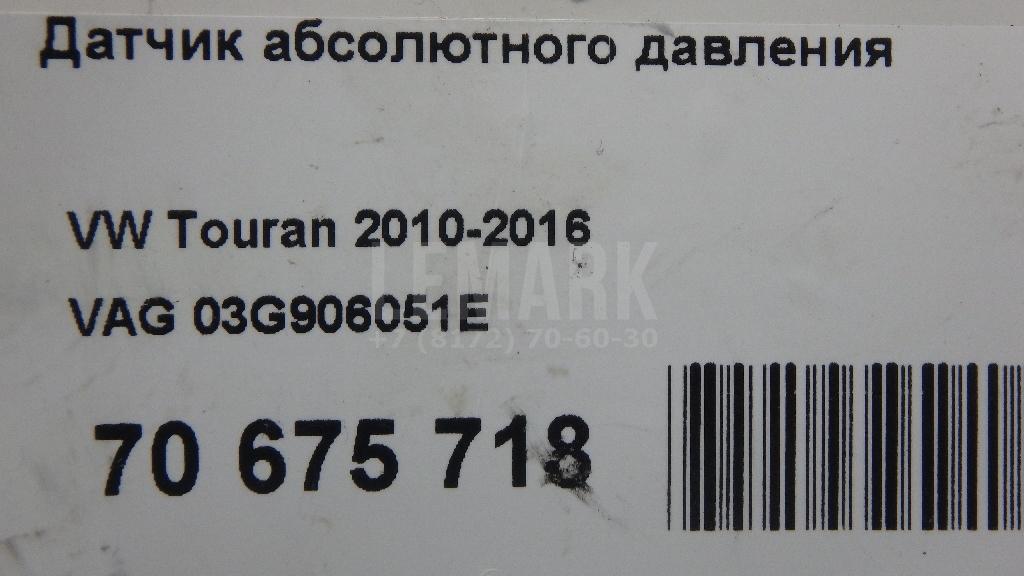 Датчик абсолютного давления
VW Touran 2010-2016
LEMARK
VAG 03G906051E
+7 (8172) 70-60-30
70 675 718